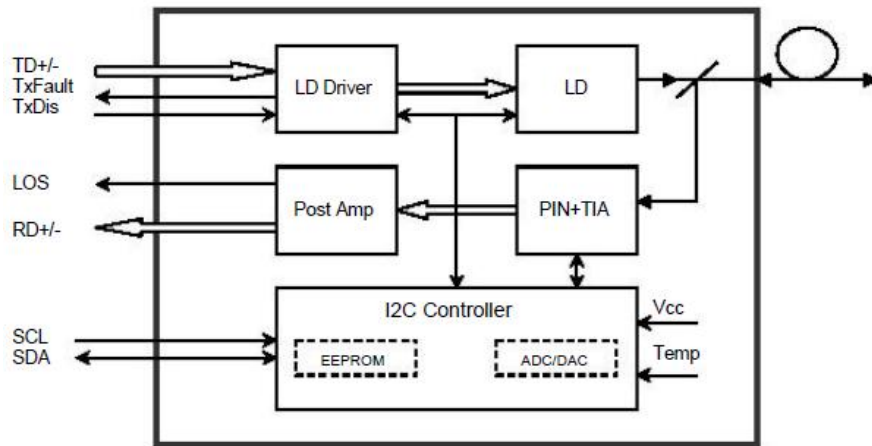 TD+/-
TxFault
TxDis
LD Driver
LD
LOS
RD+/-
Post Amp
PIN+TIA
I2C Controller
SCL
SDA
EEPROM
ADC/DAC
Vcc
Temp